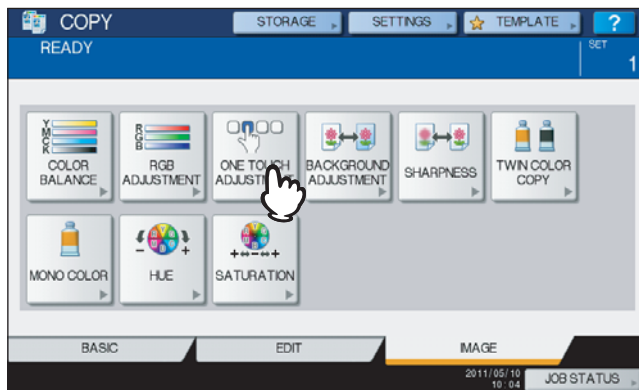 COPY
STORAGE
SETTINGS
TEMPLATE
?
READY
SET
1
Y
M
C
K
COLOR
BALANCE
R
G
B
RGB
ADJUSTMENT
ONE TOUCH
ADJUSTMENT
BACKGROUND
ADJUSTMENT
SHARPNESS
TWIN COLOR
COPY
MONO COLOR
- +
HUE
SATURATION
BASIC
EDIT
IMAGE
2011/05/10
10:04
JOB STATUS